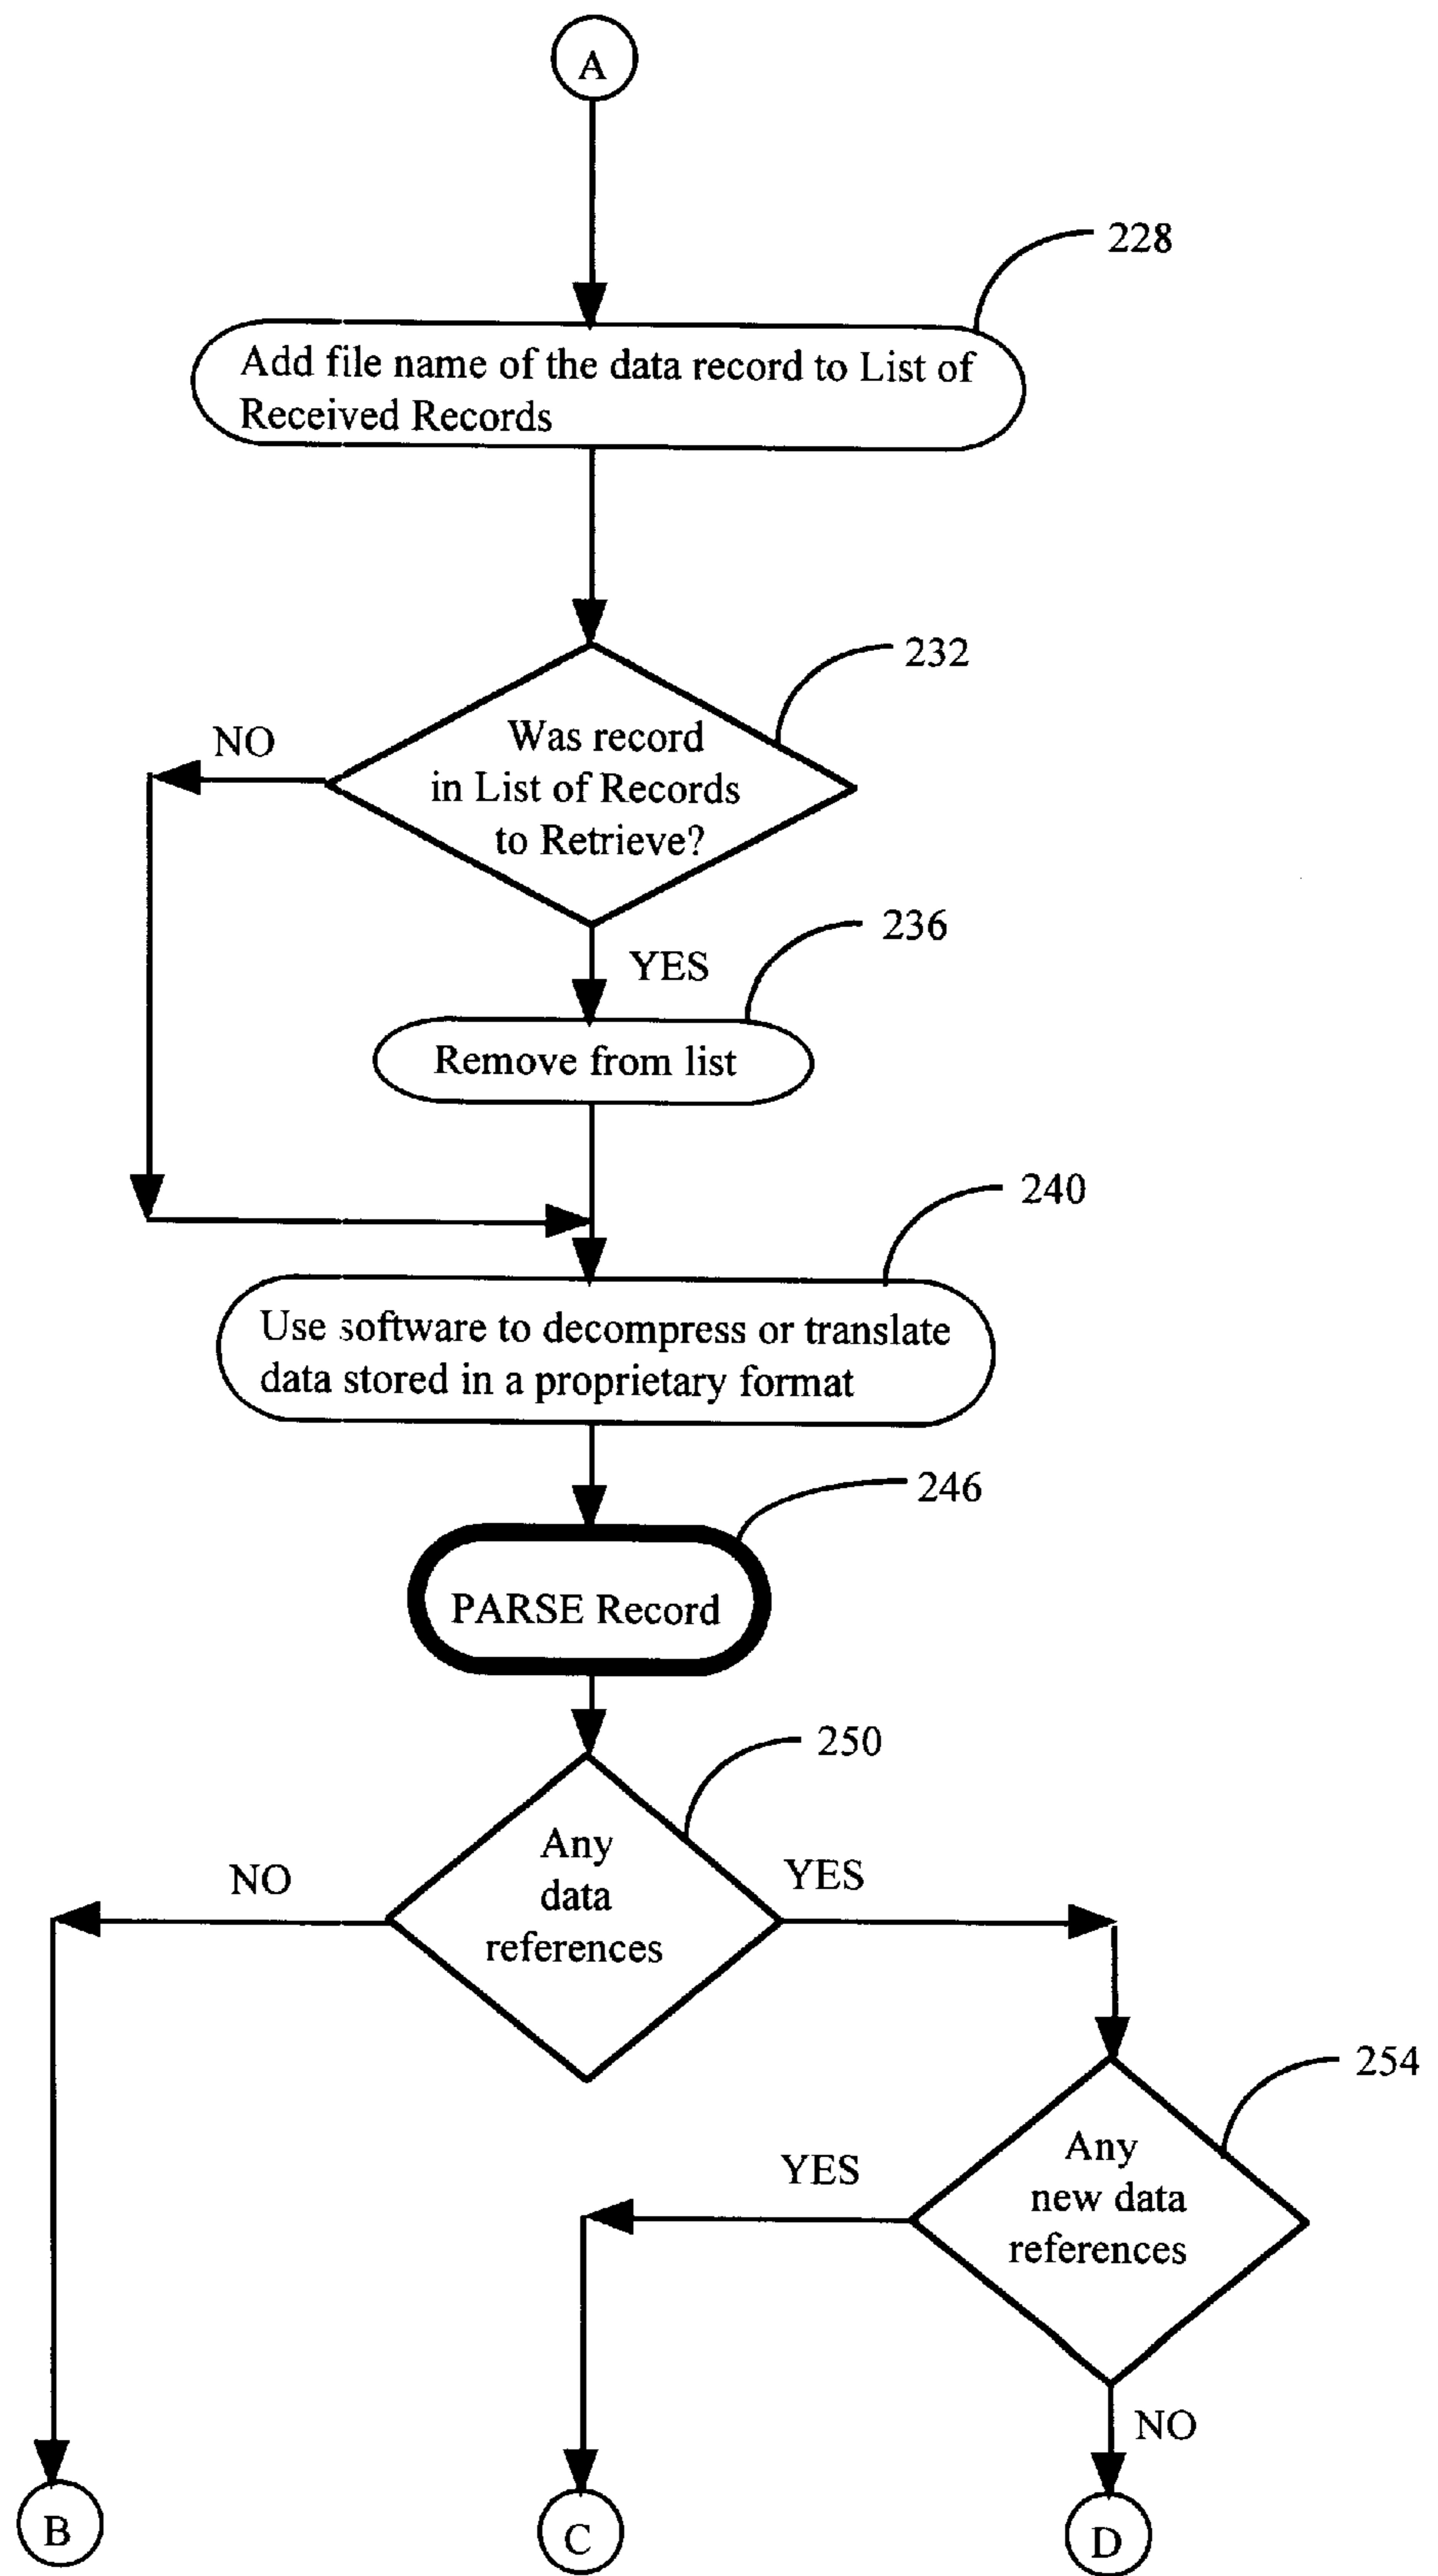 A
228
Add file name of the data record to List of
Received Records
232
NO
Was record
in List of Records
to Retrieve?
236
YES
Remove from list
240
Use software to decompress or translate
data stored in a proprietary format
246
PARSE Record
250
Any
data
references
NO
YES
254
Any
new data
references
YES
NO
B
C
D